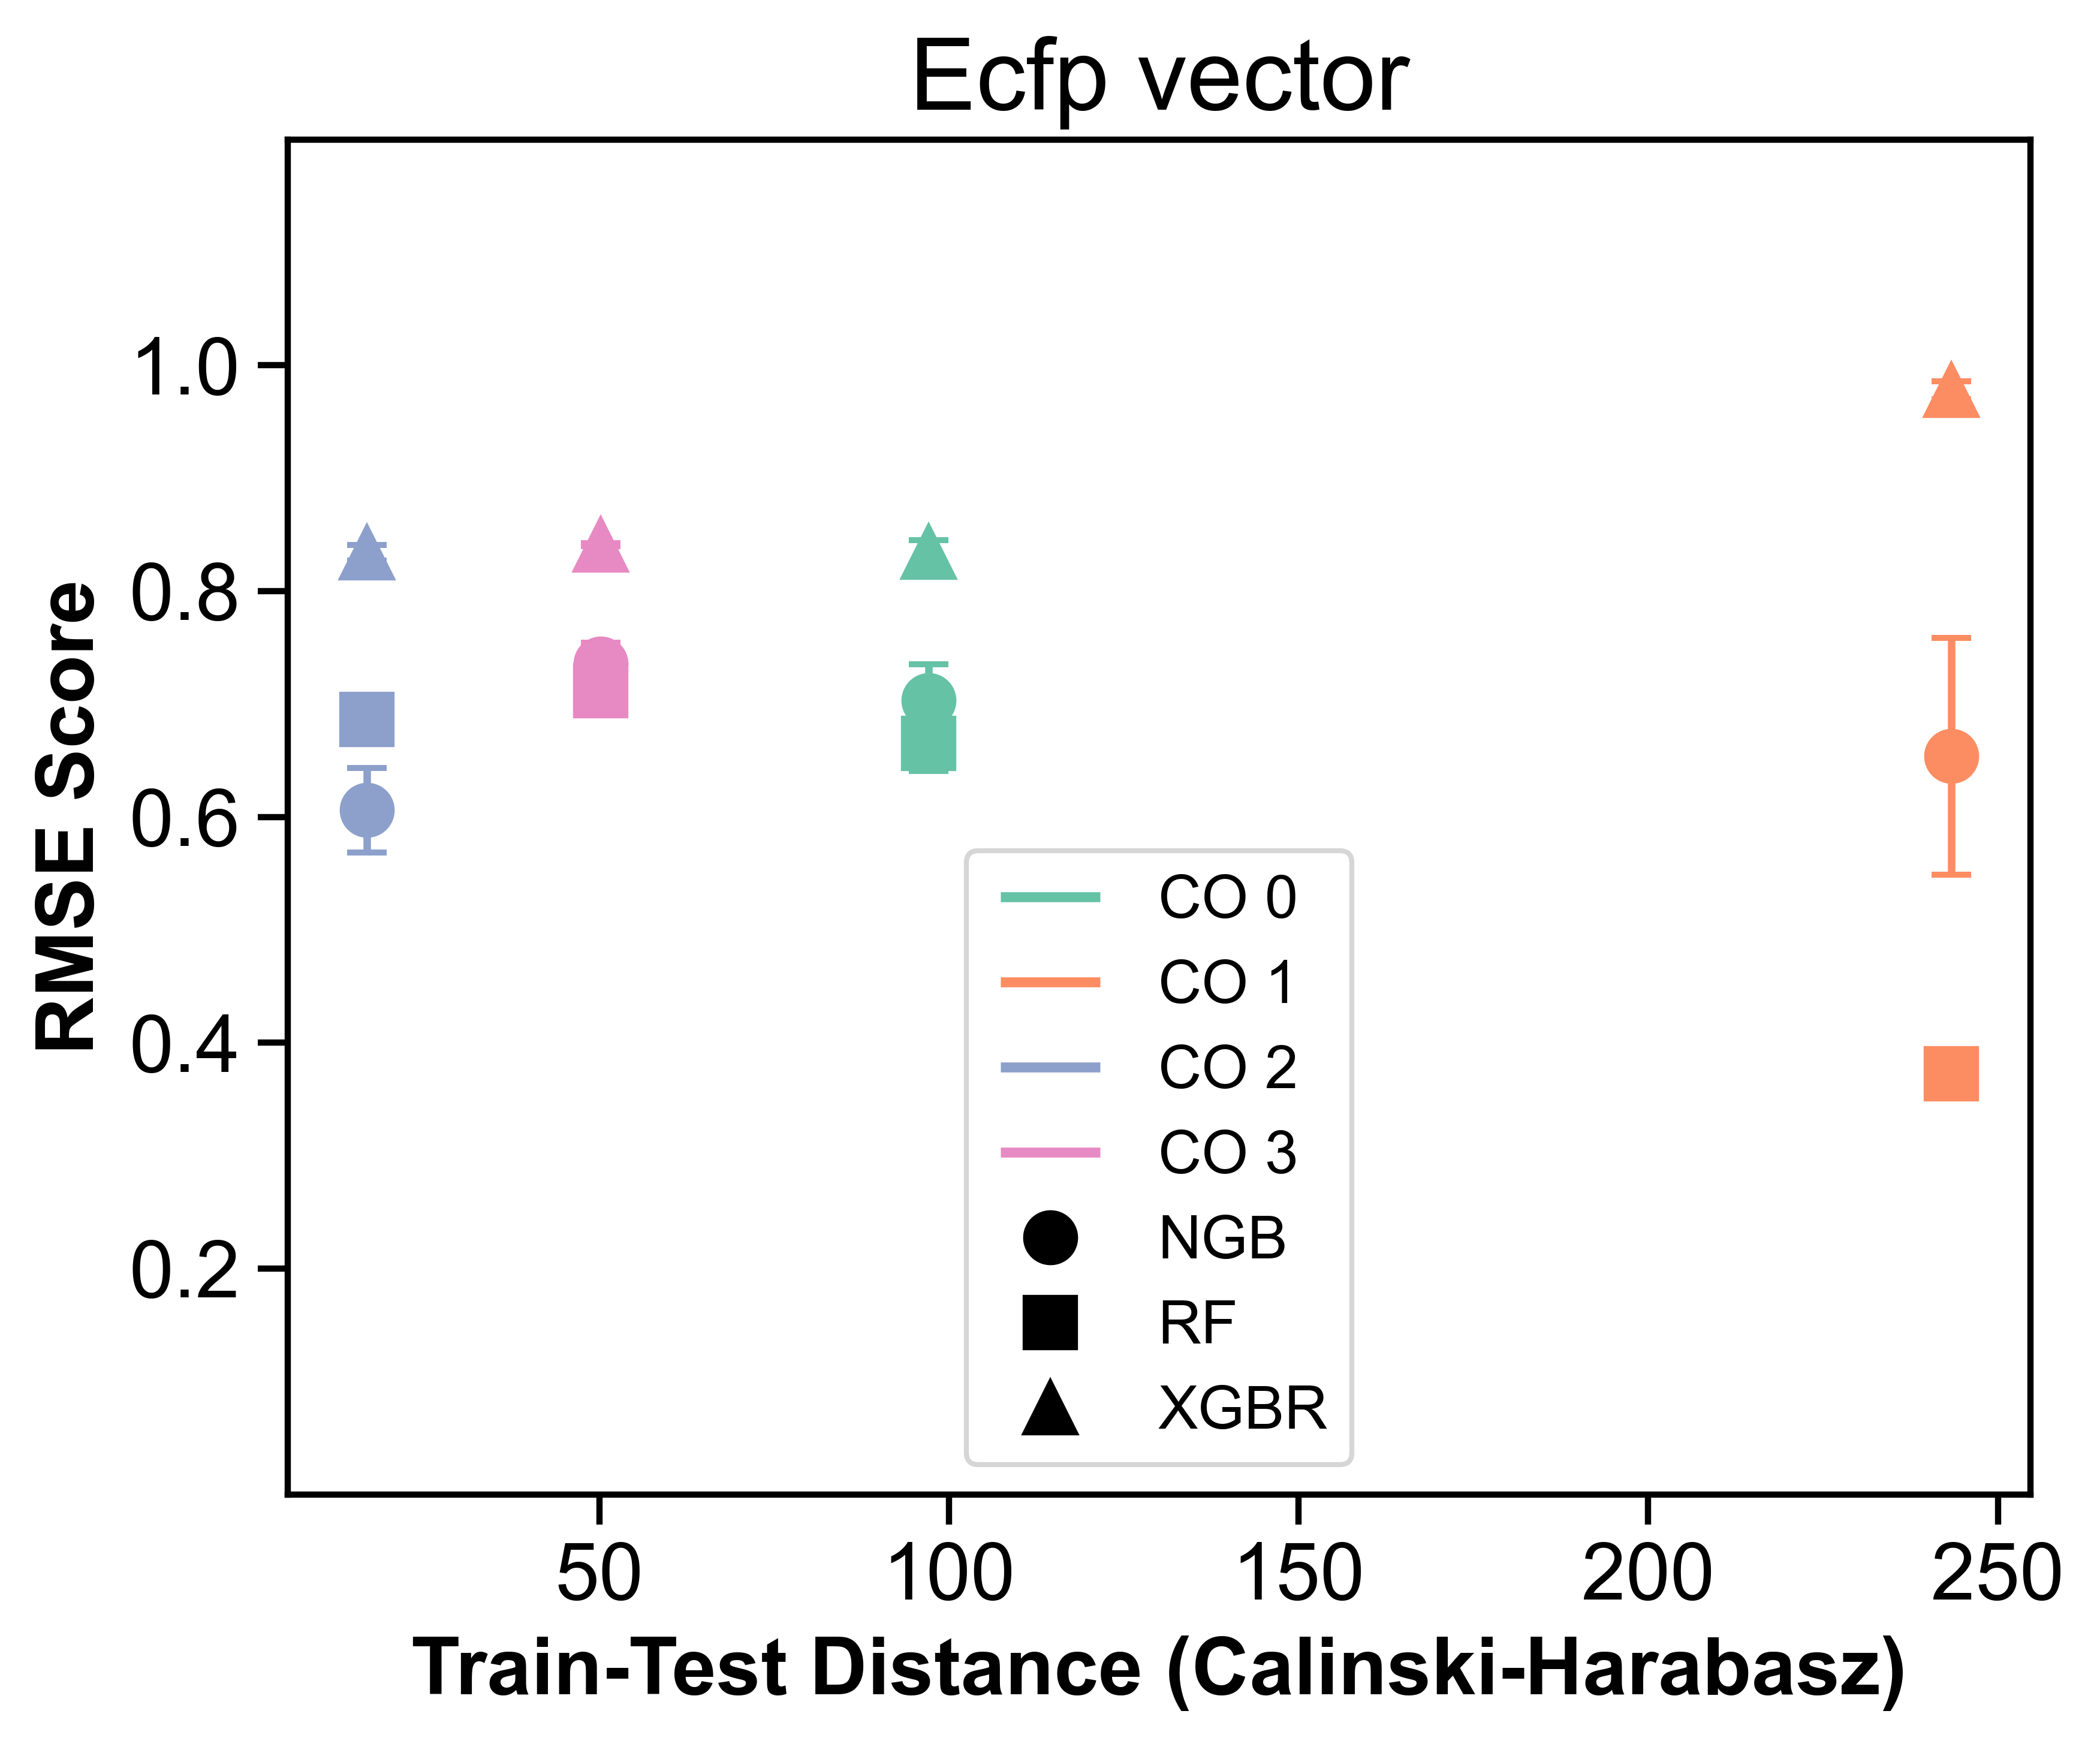 Ecfp vector
RMSE Score
1.0
0.8
0.6
0.4
0.2
CO 0
CO 1
CO 2
CO 3
NGB
RF
XGBR
50 100 150 200 250
Train-Test Distance (Calinski-Harabasz)